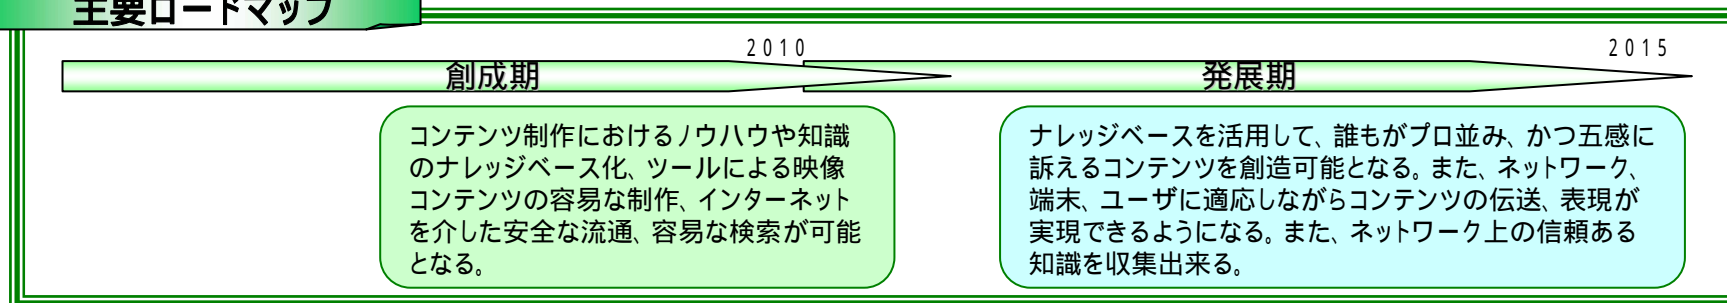 主要ロードマップ
2010
2015
創成期
発展期
コンテンツ制作におけるノウハウや知識
のナレッジベース化、ツールによる映像
コンテンツの容易な制作、インターネット
を介した安全な流通、容易な検索が可能
となる。
ナレッジベースを活用して、誰もがプロ並み、かつ五感に
訴えるコンテンツを創造可能となる。また、ネットワーク、
端末、ユーザに適応しながらコンテンツの伝送、表現が
実現できるようになる。また、ネットワーク上の信頼ある
知識を収集出来る。